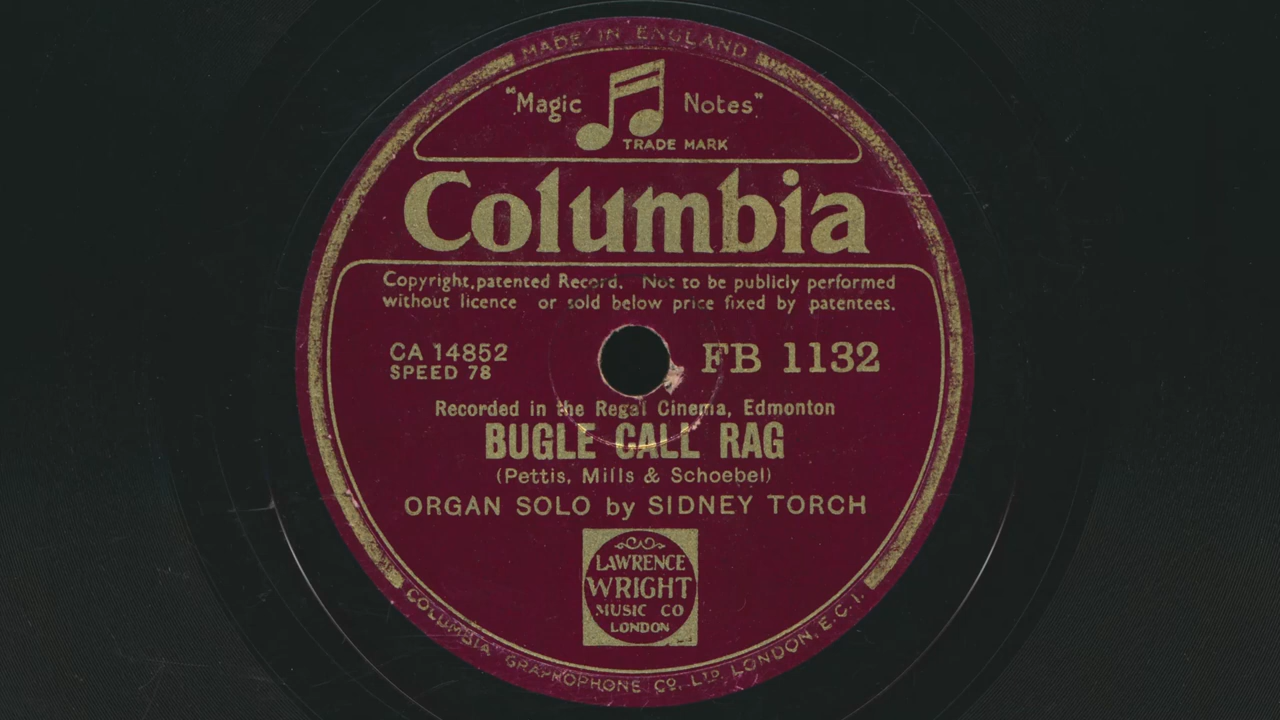 MADE IN ENGLAND
"Magic Notes"
TRADE MARK
Columbia
Copyright, patented Record. Not to be publicly performed
without licence or sold below price fixed by patentees.
CA 14852 FB 1132
SPEED 78
Recorded in the Regal Cinema, Edmonton
BUGLE CALL RAG
(Pettis, Mills & Schoebel)
ORGAN SOLO by SIDNEY TORCH
LAWRENCE
WRIGHT
MUSIC CO
LONDON
COLUMBIA GRAPHOPHONE CO. LTD. LONDON, E.C.1.